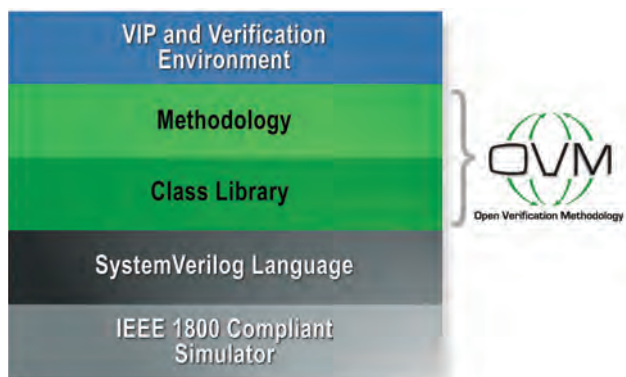 VIP and Verification
Environment
Methodology
Class Library
SystemVerilog Language
IEEE 1800 Compliant
Simulator
OVM
Open Verification Methodology